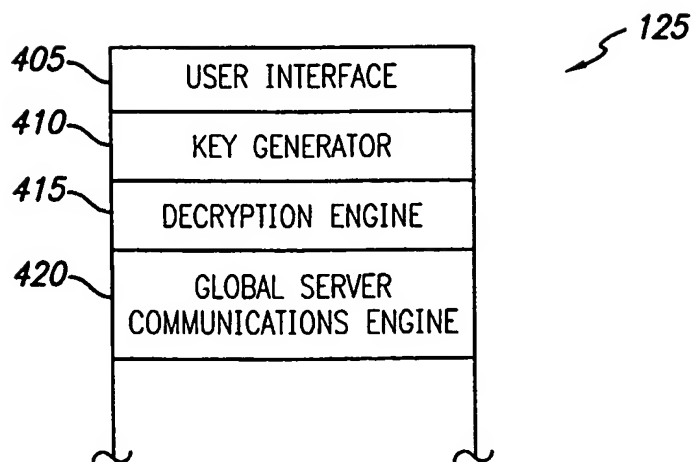 125
405
USER INTERFACE
410
KEY GENERATOR
415
DECRYPTION ENGINE
420
GLOBAL SERVER
COMMUNICATIONS ENGINE